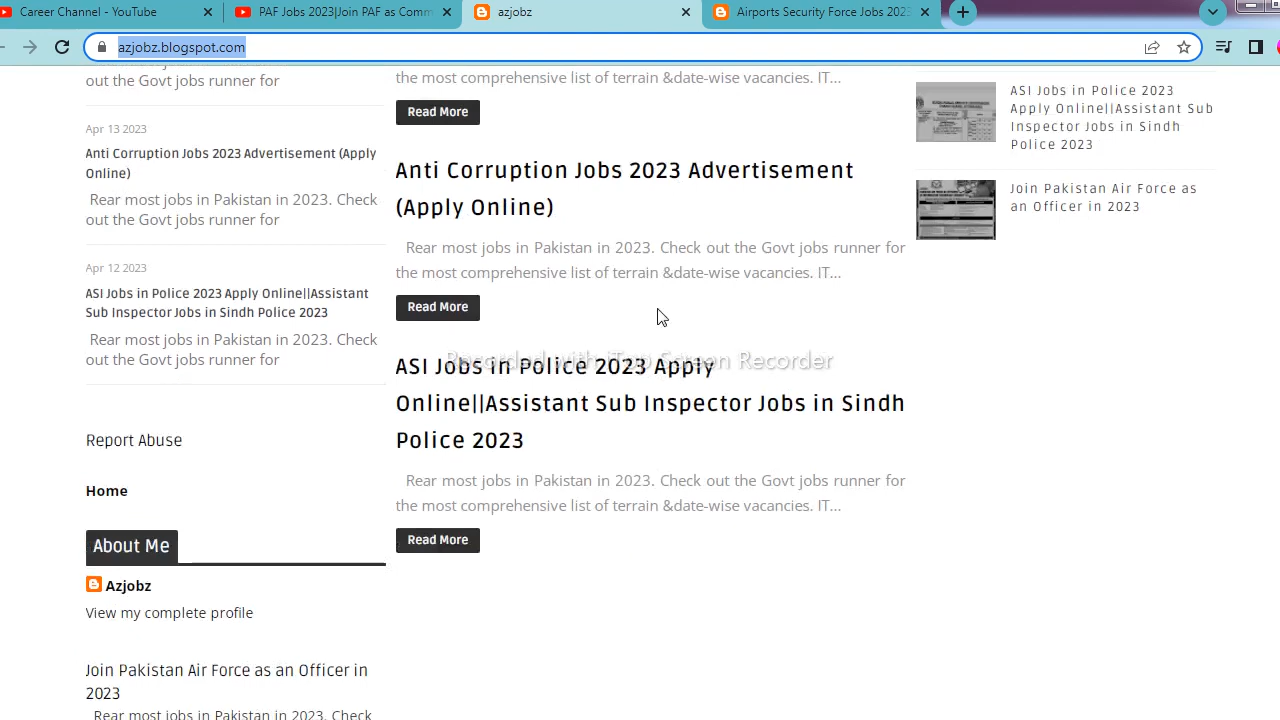 Career Channel - YouTube
PAF Jobs 2023|Join PAF as Comm
azjobz
Airports Security Force Jobs 2023
azjobz.blogspot.com
out the Govt jobs runner for
Apr 13 2023
Anti Corruption Jobs 2023 Advertisement (Apply
Online)
Rear most jobs in Pakistan in 2023. Check
out the Govt jobs runner for
Apr 12 2023
ASI Jobs in Police 2023 Apply Online||Assistant
Sub Inspector Jobs in Sindh Police 2023
Rear most jobs in Pakistan in 2023. Check
out the Govt jobs runner for
Report Abuse
Home
About Me
Azjobz
View my complete profile
Join Pakistan Air Force as an Officer in
2023
Rear most jobs in Pakistan in 2023. Check
the most comprehensive list of terrain &date-wise vacancies. IT...
Read More
Anti Corruption Jobs 2023 Advertisement
(Apply Online)
Rear most jobs in Pakistan in 2023. Check out the Govt jobs runner for
the most comprehensive list of terrain &date-wise vacancies. IT...
Read More
Recorded with iTop Screen Recorder
ASI Jobs in Police 2023 Apply
Online||Assistant Sub Inspector Jobs in Sindh
Police 2023
Rear most jobs in Pakistan in 2023. Check out the Govt jobs runner for
the most comprehensive list of terrain &date-wise vacancies. IT...
Read More
ASI Jobs in Police 2023
Apply Online||Assistant Sub
Inspector Jobs in Sindh
Police 2023
Join Pakistan Air Force as
an Officer in 2023